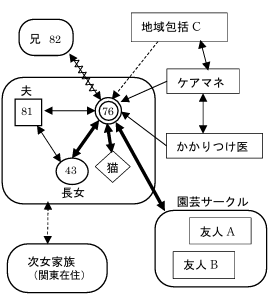 兄 82
地域包括 C
ケアマネ
夫
81
76
かかりつけ医
43
猫
長女
園芸サークル
友人 A
友人 B
次女家族
(関東在住)